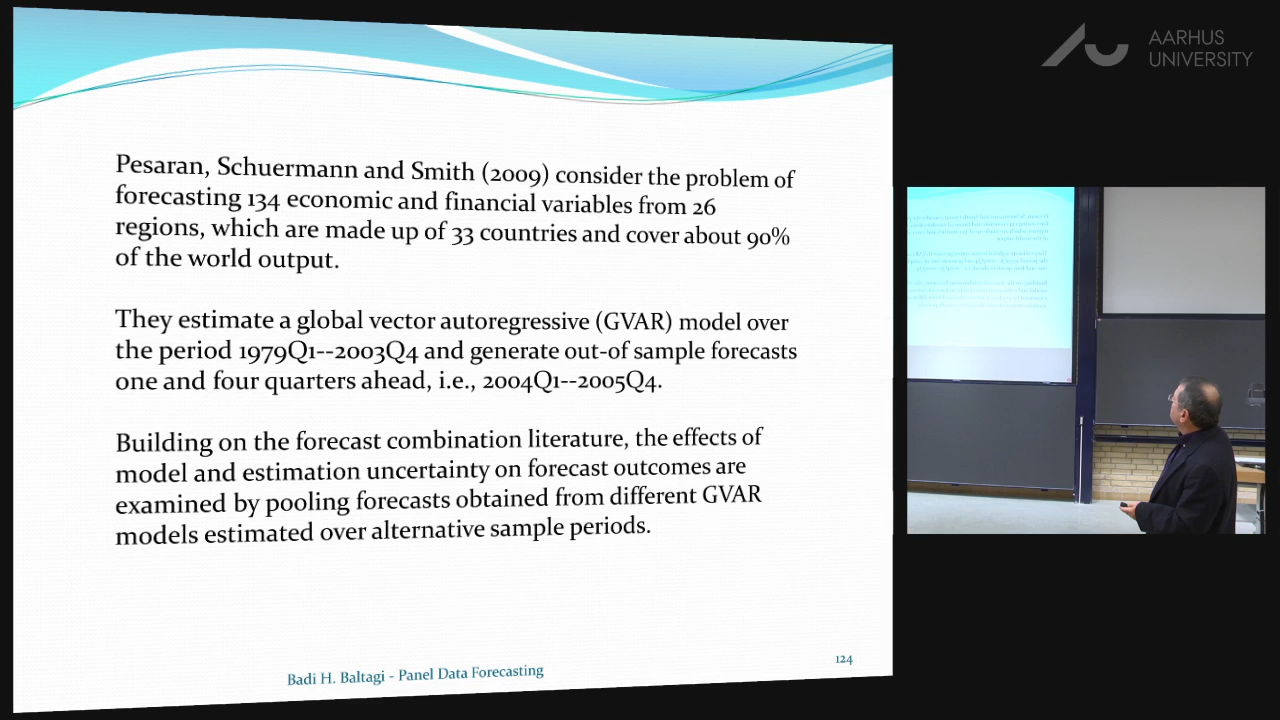 AARHUS
UNIVERSITY
Pesaran, Schuermann and Smith (2009) consider the problem of
forecasting 134 economic and financial variables from 26
regions, which are made up of 33 countries and cover about 90%
of the world output.
They estimate a global vector autoregressive (GVAR) model over
the period 1979Q1--2003Q4 and generate out-of sample forecasts
one and four quarters ahead, i.e., 2004Q1--2005Q4.
Building on the forecast combination literature, the effects of
model and estimation uncertainty on forecast outcomes are
examined by pooling forecasts obtained from different GVAR
models estimated over alternative sample periods.
Badi H. Baltagi - Panel Data Forecasting
124